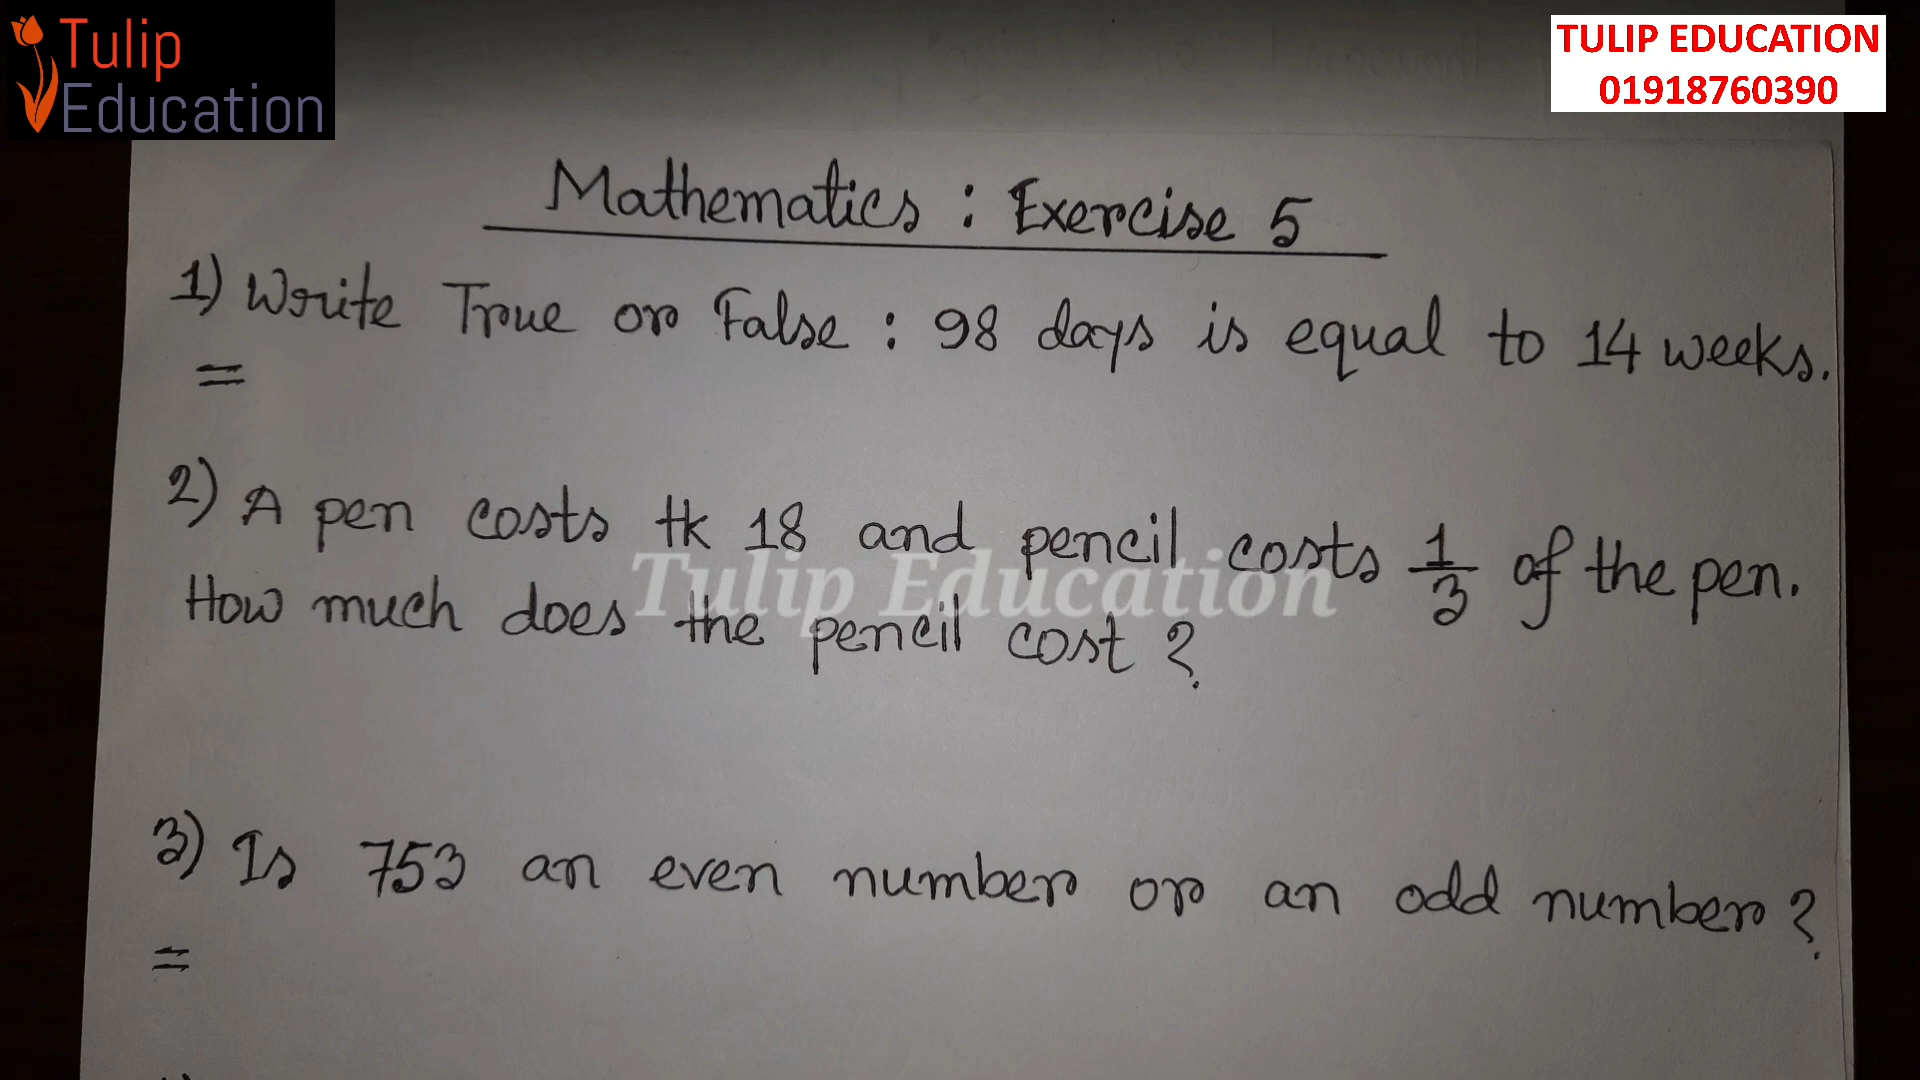 Tulip
Education
TULIP EDUCATION
01918760390
Mathematics : Exercise 5
1) Write True or False : 98 days is equal to 14 weeks.
=
2) A pen costs tk 18 and pencil costs 1/3 of the pen.
Tulip Education
How much does the pencil cost ?
3) Is 753 an even number or an odd number ?
=